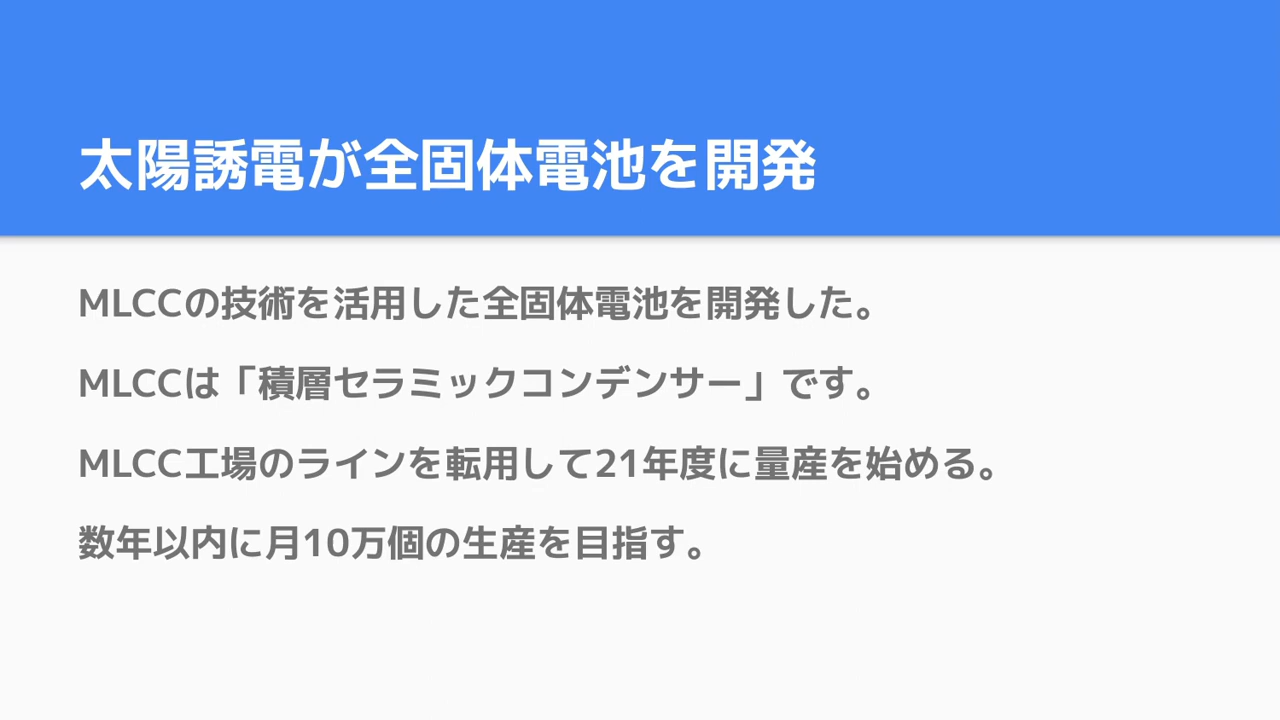 太陽誘電が全固体電池を開発
MLCCの技術を活用した全固体電池を開発した。
MLCCは「積層セラミックコンデンサー」です。
MLCC工場のラインを転用して21年度に量産を始める。
数年以内に月10万個の生産を目指す。